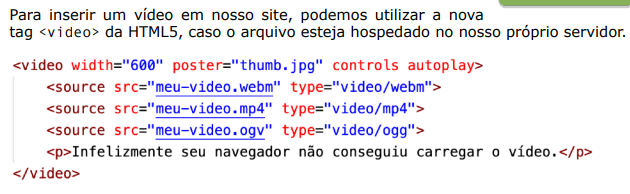 Para inserir um vídeo em nosso site, podemos utilizar a nova
tag <video> da HTML5, caso o arquivo esteja hospedado no nosso próprio servidor.
<video width="600" poster="thumb.jpg" controls autoplay>
    <source src="meu-video.webm" type="video/webm">
    <source src="meu-video.mp4" type="video/mp4">
    <source src="meu-video.ogv" type="video/ogg">
    <p>Infelizmente seu navegador não conseguiu carregar o vídeo.</p>
</video>